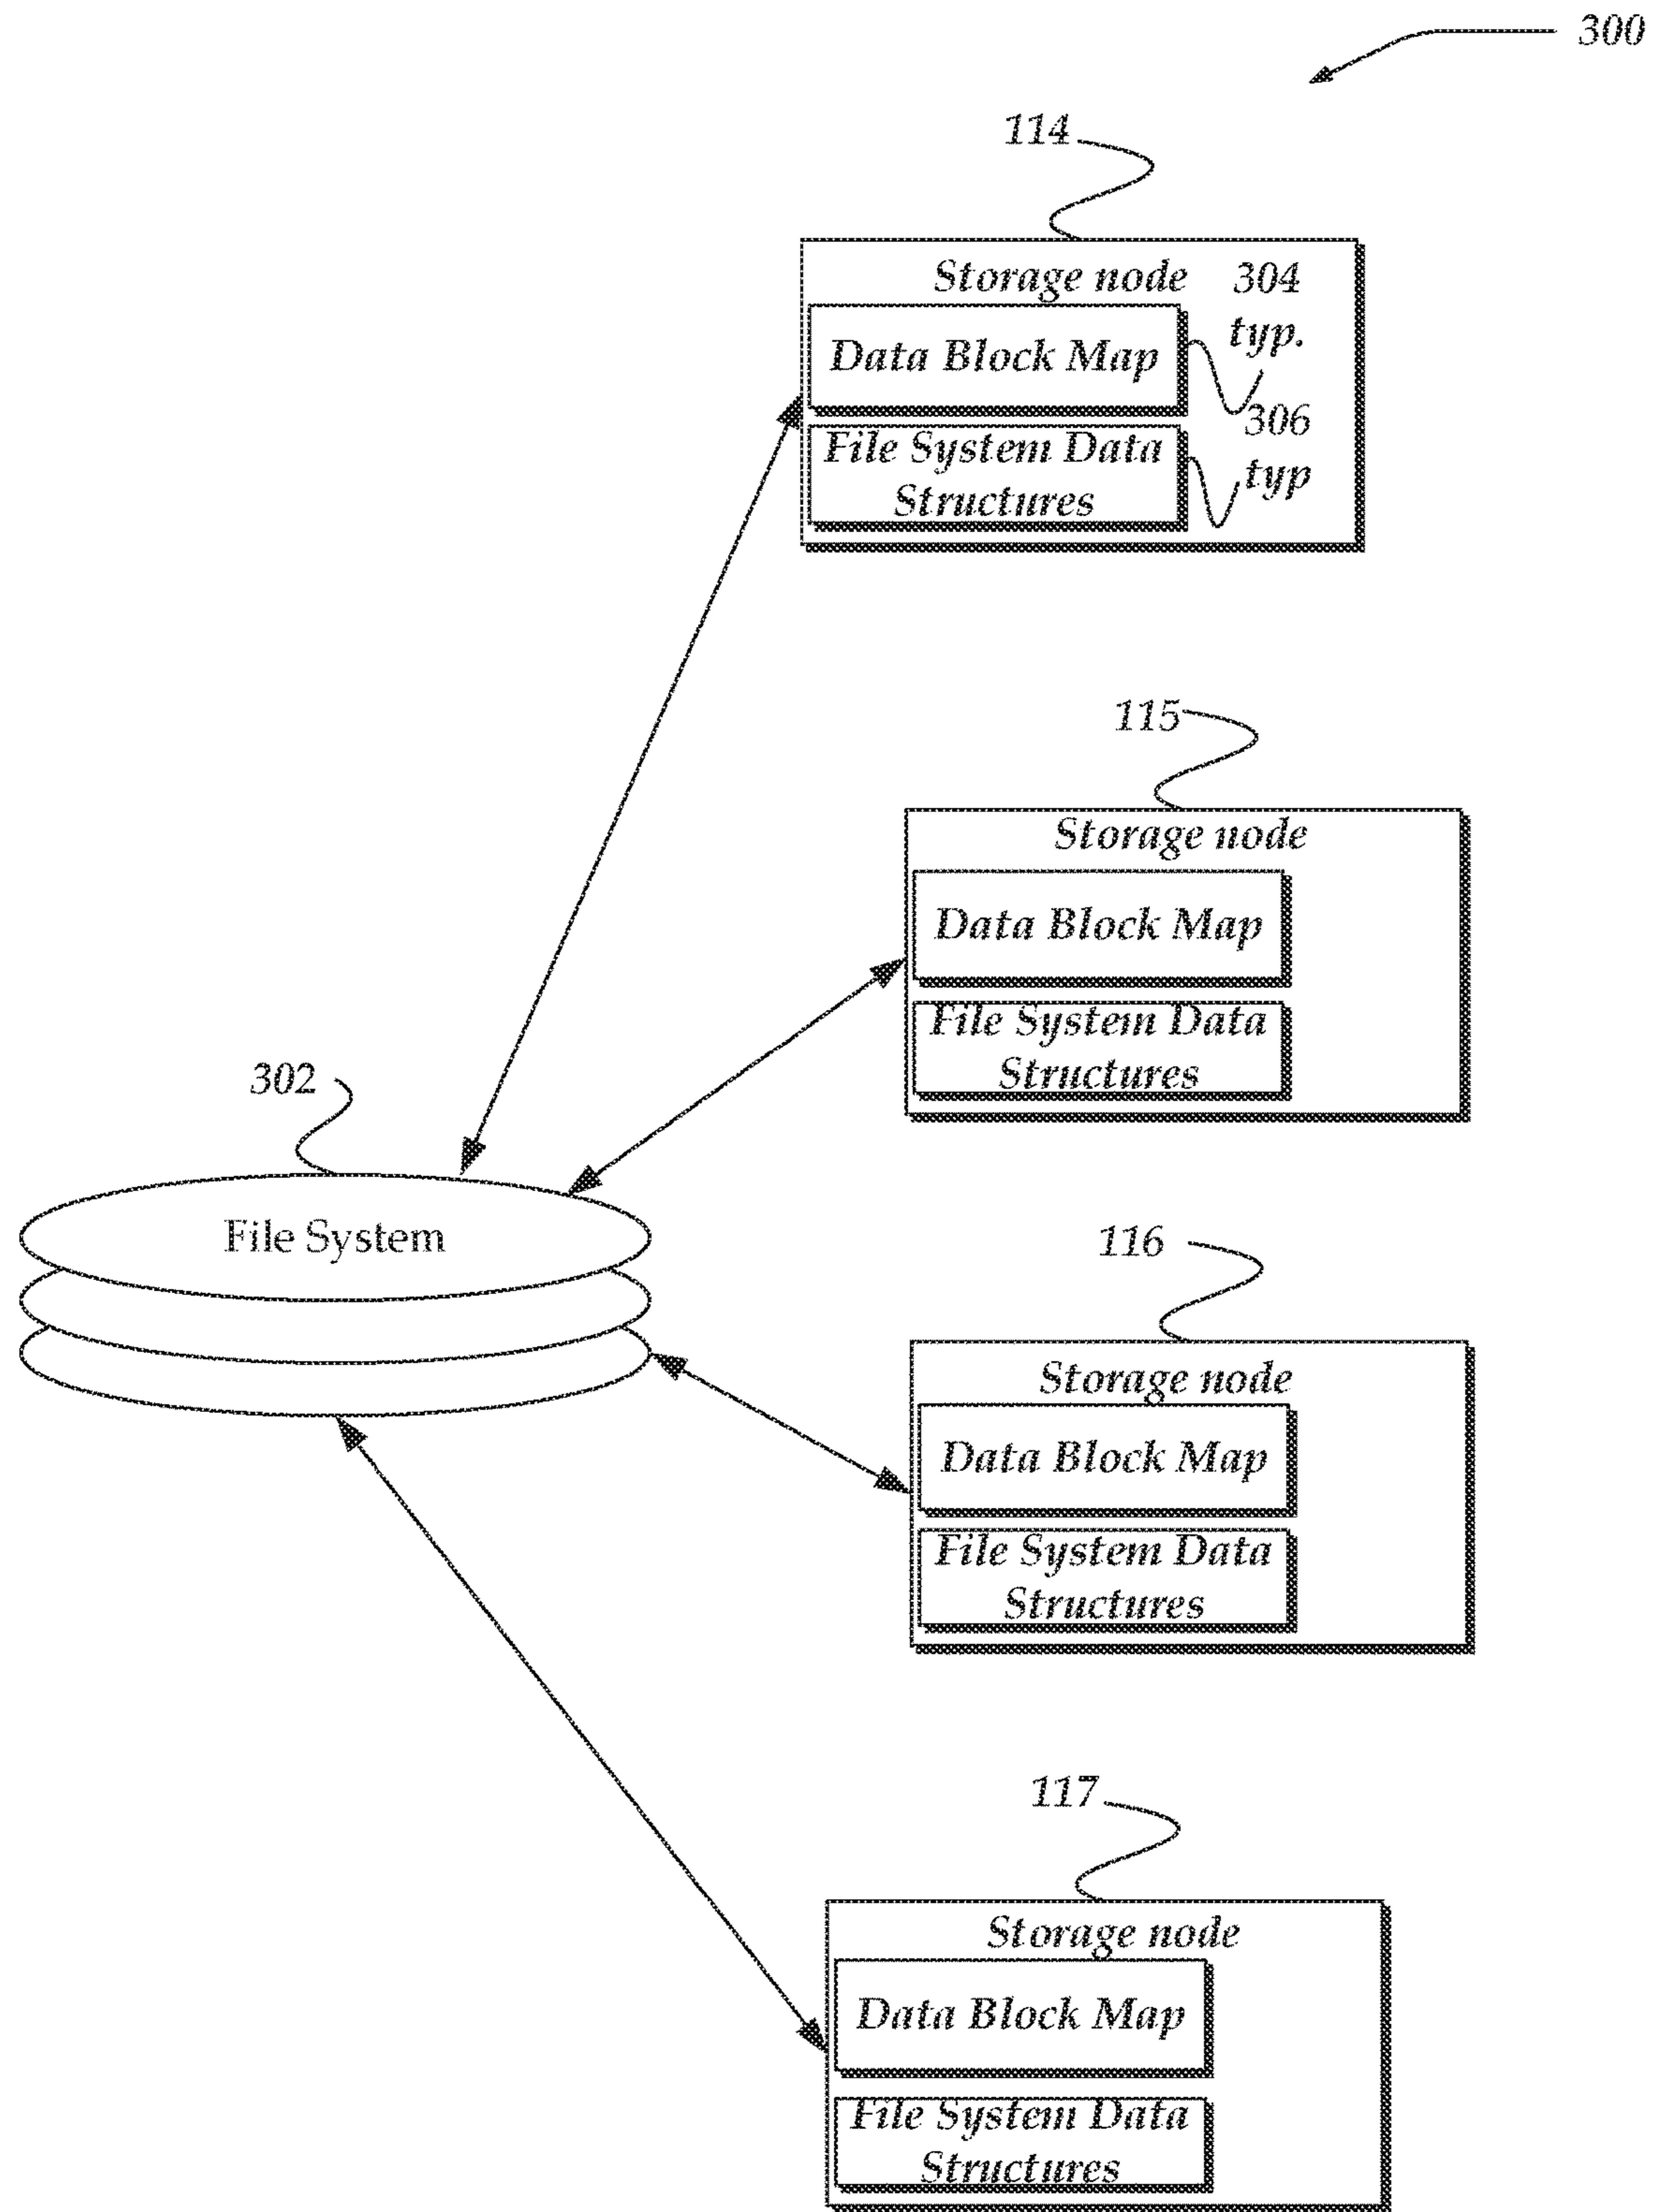 300
114
Storage node
304
typ.
Data Block Map
306
typ
File System Data
Structures
115
Storage node
Data Block Map
File System Data
Structures
302
File System
116
Storage node
Data Block Map
File System Data
Structures
117
Storage node
Data Block Map
File System Data
Structures